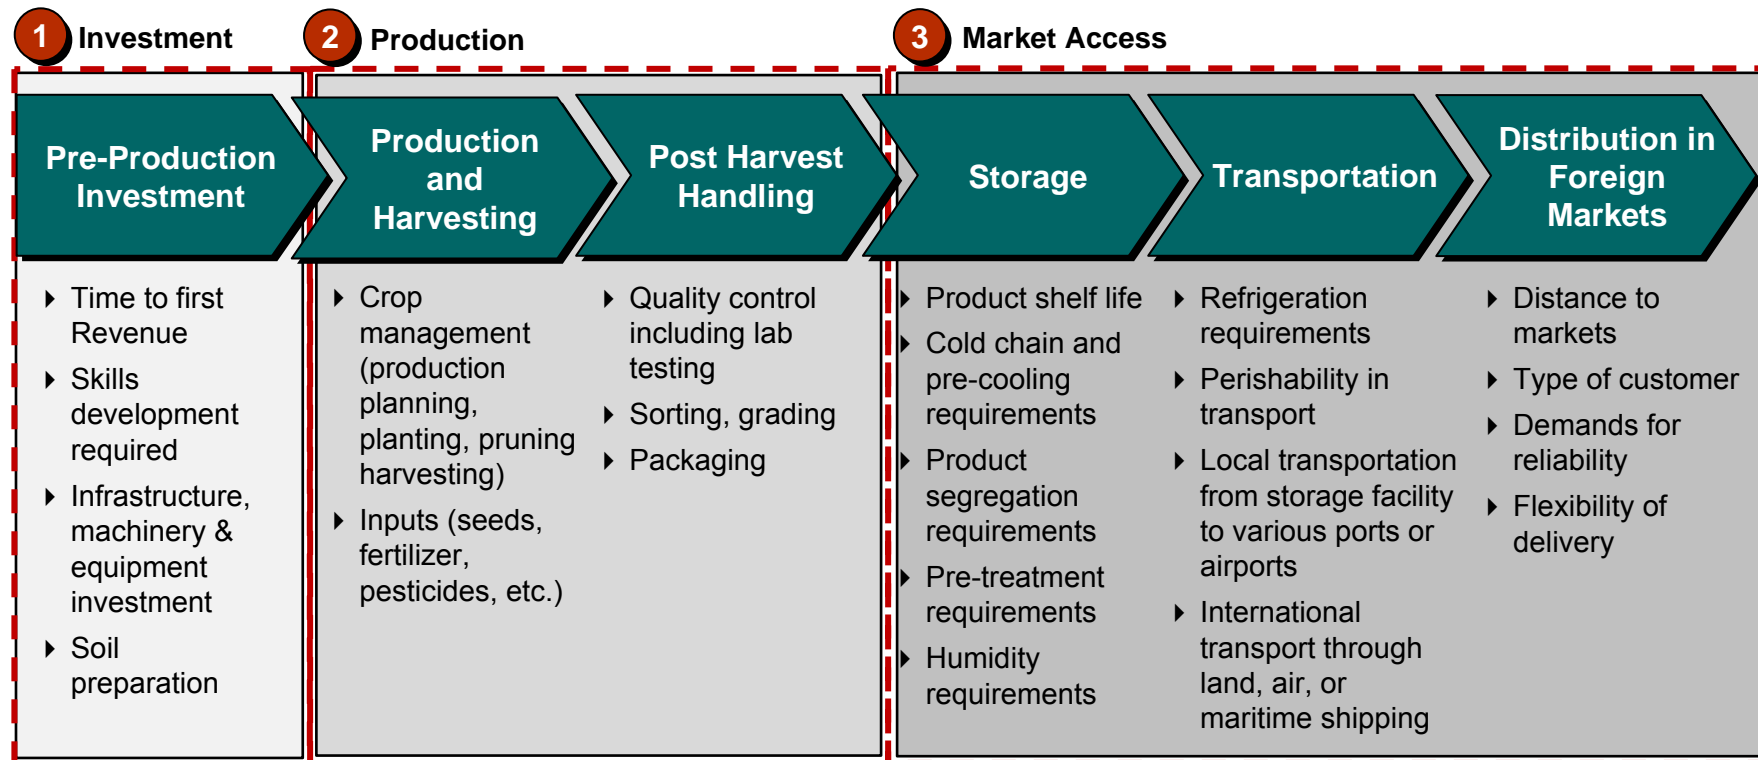 1 Investment
2 Production
3 Market Access
Pre-Production
Investment
Production
and
Harvesting
Post Harvest
Handling
Storage
Transportation
Distribution in
Foreign
Markets
Time to first
Revenue
Skills
development
required
Infrastructure,
machinery &
equipment
investment
Soil
preparation
Crop
management
(production
planning,
planting, pruning
harvesting)
Inputs (seeds,
fertilizer,
pesticides, etc.)
Quality control
including lab
testing
Sorting, grading
Packaging
Product shelf life
Cold chain and
pre-cooling
requirements
Product
segregation
requirements
Pre-treatment
requirements
Humidity
requirements
Refrigeration
requirements
Perishability in
transport
Local transportation
from storage facility
to various ports or
airports
International
transport through
land, air, or
maritime shipping
Distance to
markets
Type of customer
Demands for
reliability
Flexibility of
delivery